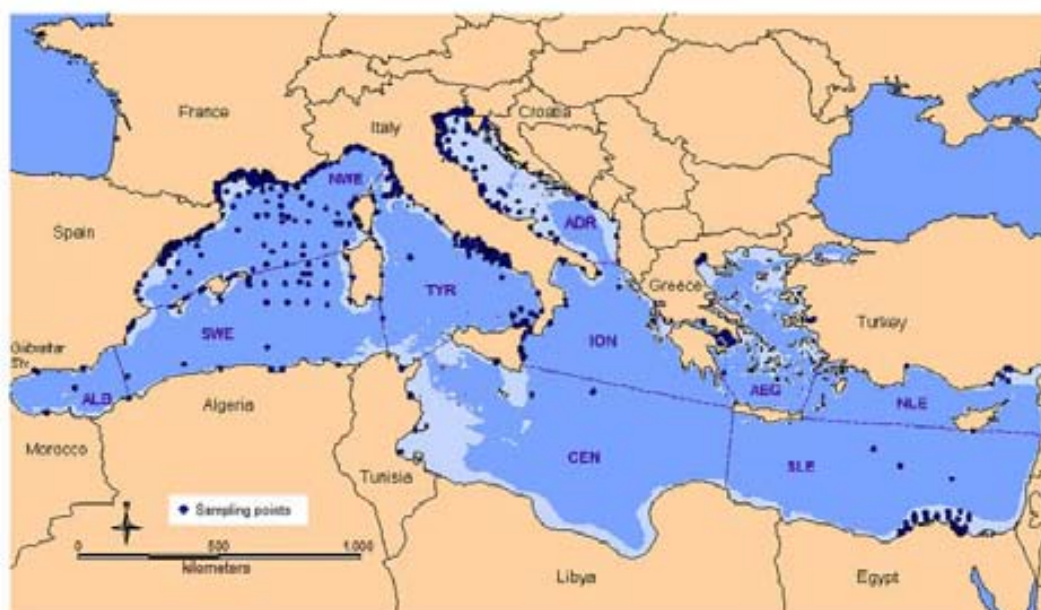 France
Croatia
Italy
NWE
Spain
ADR
Greece
TYR
Turkey
SWE
ION
Gibraltar
Str.
ALB
Algeria
AEG
NLE
Morocco
Tunisia
CEN
SLE
Sampling points
0 500 1.000
kilometers
Libya
Egypt